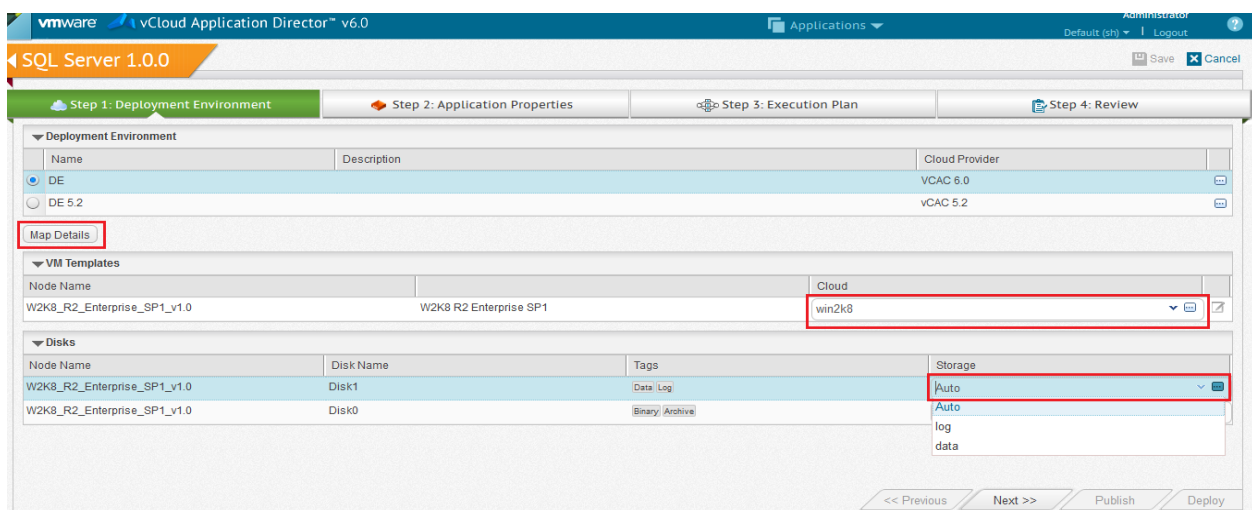 vmware vCloud Application Director™ v6.0 Applications Administrator
Default (sh) | Logout ?
SQL Server 1.0.0 Save Cancel
Step 1: Deployment Environment Step 2: Application Properties Step 3: Execution Plan Step 4: Review
Deployment Environment
Name Description Cloud Provider
DE VCAC 6.0
DE 5.2 vCAC 5.2
Map Details
VM Templates
Node Name Cloud
W2K8_R2_Enterprise_SP1_v1.0 W2K8 R2 Enterprise SP1 win2k8
Disks
Node Name Disk Name Tags Storage
W2K8_R2_Enterprise_SP1_v1.0 Disk1 Data Log Auto
W2K8_R2_Enterprise_SP1_v1.0 Disk0 Binary Archive Auto
log
data
<< Previous Next >> Publish Deploy